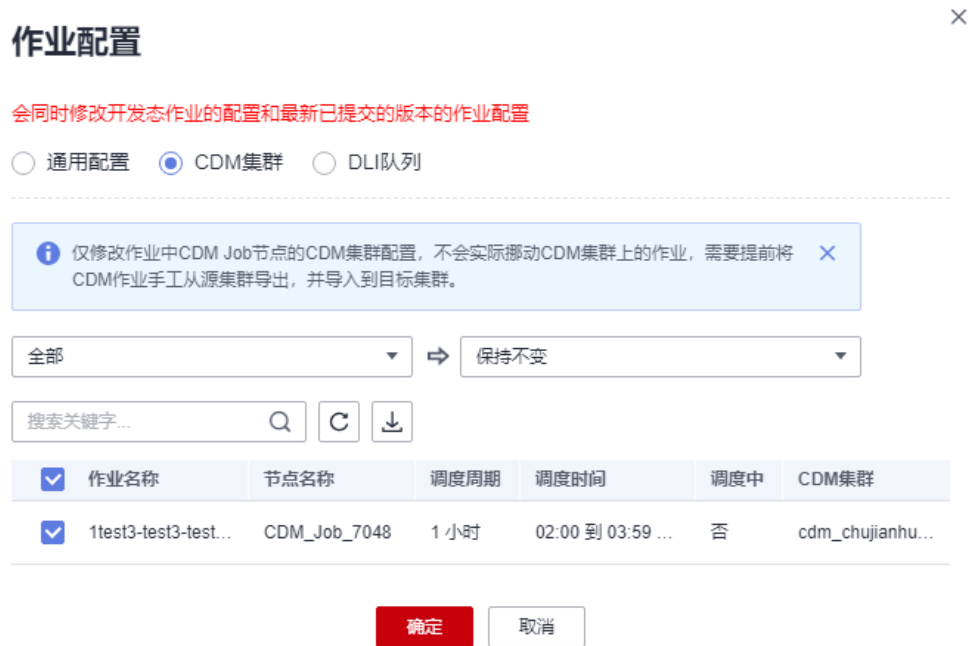 作业配置
会同时修改开发态作业的配置和最新已提交的版本的作业配置
通用配置 CDM集群 DLI队列
仅修改作业中CDM Job节点的CDM集群配置，不会实际挪动CDM集群上的作业，需要提前将
CDM作业手工从源集群导出，并导入到目标集群。
全部 保持不变
搜索关键字...
作业名称 节点名称 调度周期 调度时间 调度中 CDM集群
1test3-test3-test... CDM_Job_7048 1 小时 02:00 到 03:59 ... 否 cdm_chujianhu...
确定 取消